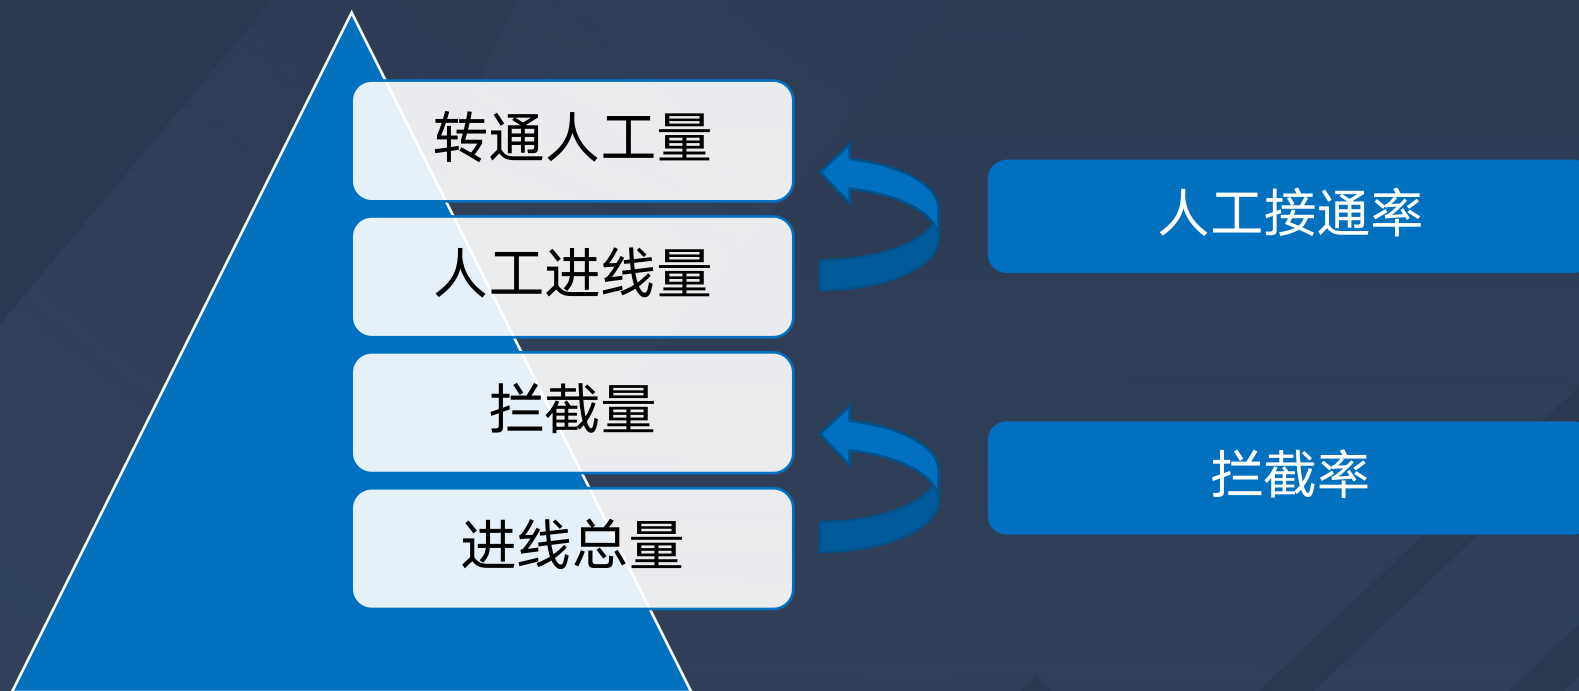 转通人工量
人工进线量
拦截量
进线总量
人工接通率
拦截率